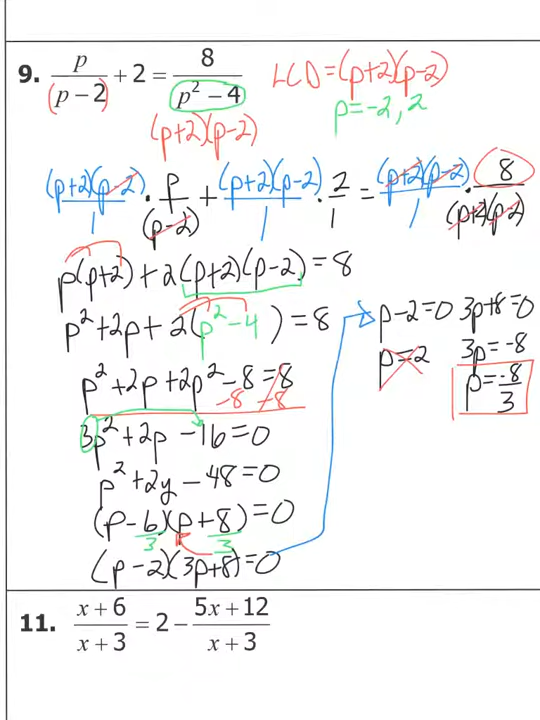 9. p/(p − 2) + 2 = 8/(p² − 4) LCD = (p+2)(p−2)
p = −2, 2
(p+2)(p−2)
(p+2)(p−2)/1 · p/(p−2) + (p+2)(p−2)/1 · 2/1 = (p+2)(p−2)/1 · 8/(p+2)(p−2)
p(p+2) + 2(p+2)(p−2) = 8
p² + 2p + 2(p² − 4) = 8
p² + 2p + 2p² − 8 = 8
−8 −8
3p² + 2p − 16 = 0
p² + 2y − 48 = 0
(p − 6/3)(p + 8/3) = 0
(p − 2)(3p + 8) = 0
p − 2 = 0 3p + 8 = 0
p = 2 3p = −8
p = −8/3
11. (x + 6)/(x + 3) = 2 − (5x + 12)/(x + 3)